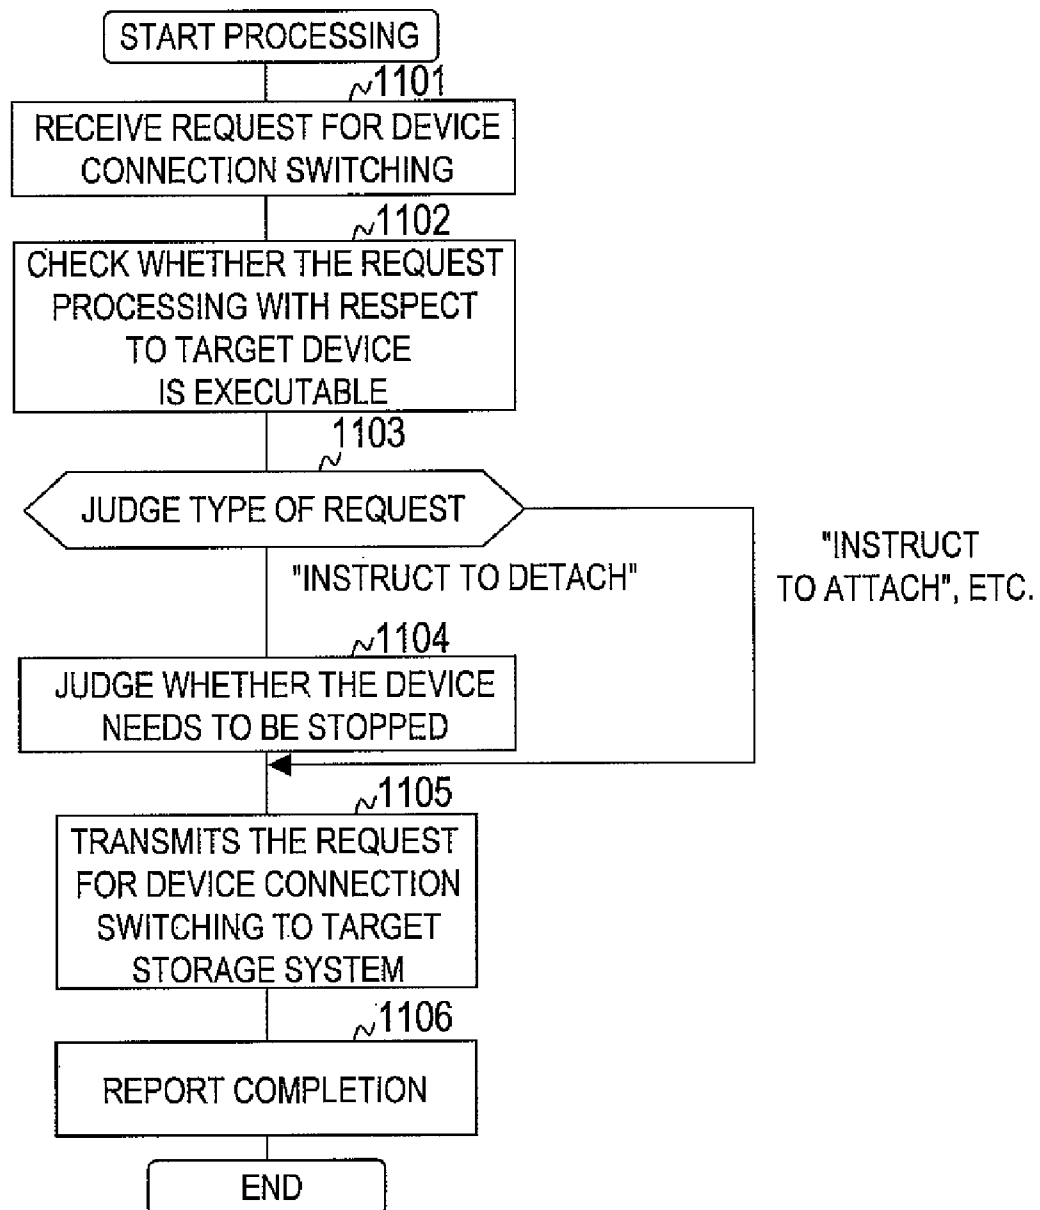 START PROCESSING
1101
RECEIVE REQUEST FOR DEVICE
CONNECTION SWITCHING
1102
CHECK WHETHER THE REQUEST
PROCESSING WITH RESPECT
TO TARGET DEVICE
IS EXECUTABLE
1103
JUDGE TYPE OF REQUEST
"INSTRUCT
TO ATTACH", ETC.
"INSTRUCT TO DETACH"
1104
JUDGE WHETHER THE DEVICE
NEEDS TO BE STOPPED
1105
TRANSMITS THE REQUEST
FOR DEVICE CONNECTION
SWITCHING TO TARGET
STORAGE SYSTEM
1106
REPORT COMPLETION
END